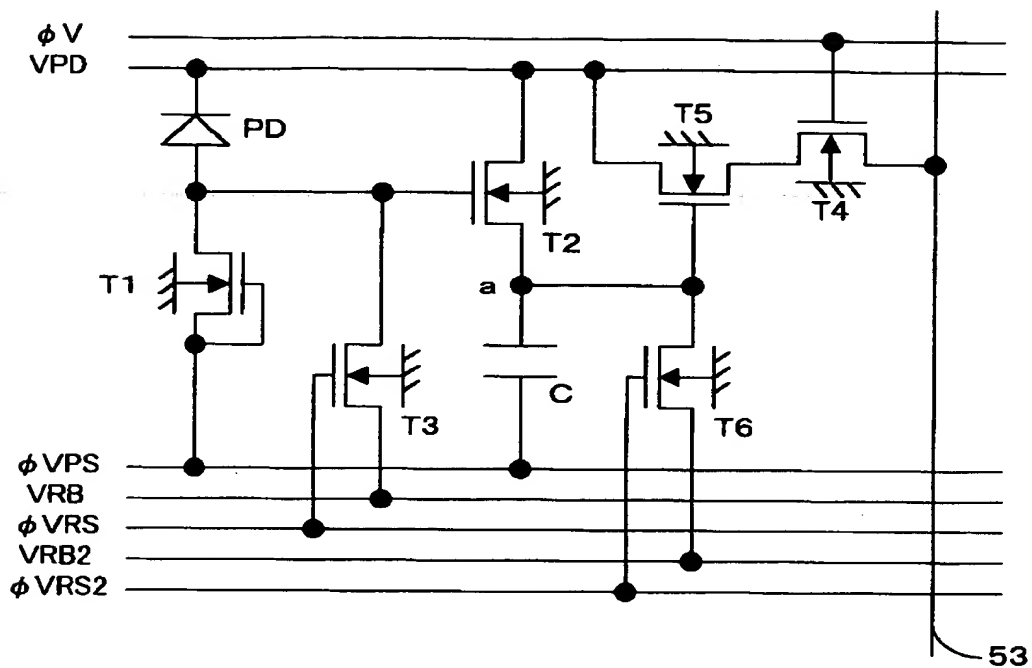 φV
VPD
PD
T5
T4
T2
T1
a
C
T3
T6
φVPS
VRB
φVRS
VRB2
φVRS2
53